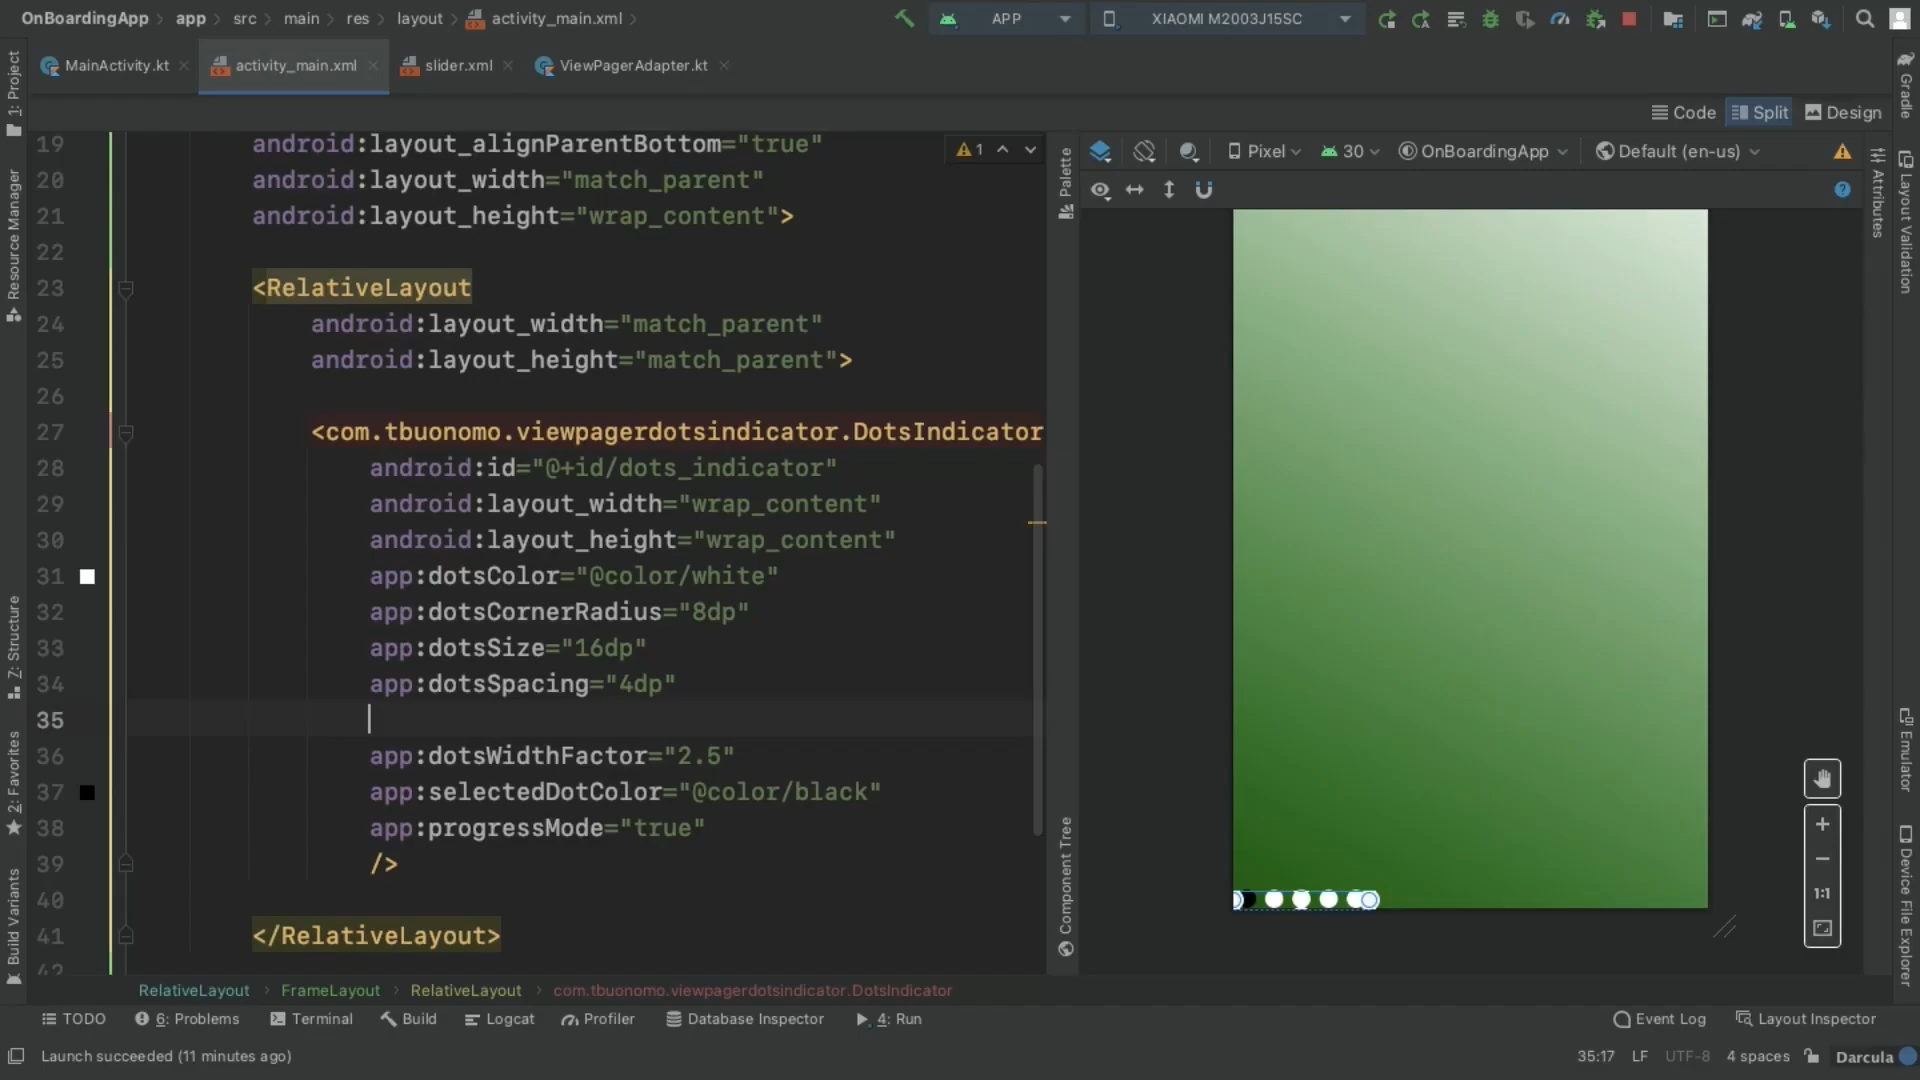 OnBoardingApp app src main res layout activity_main.xml
APP XIAOMI M2003J15SC
MainActivity.kt activity_main.xml slider.xml ViewPagerAdapter.kt
Code Split Design
1: Project
Resource Manager
Z: Structure
2: Favorites
Build Variants
19 android:layout_alignParentBottom="true"
20 android:layout_width="match_parent"
21 android:layout_height="wrap_content">
22
23 <RelativeLayout
24 android:layout_width="match_parent"
25 android:layout_height="match_parent">
26
27 <com.tbuonomo.viewpagerdotsindicator.DotsIndicator
28 android:id="@+id/dots_indicator"
29 android:layout_width="wrap_content"
30 android:layout_height="wrap_content"
31 app:dotsColor="@color/white"
32 app:dotsCornerRadius="8dp"
33 app:dotsSize="16dp"
34 app:dotsSpacing="4dp"
35
36 app:dotsWidthFactor="2.5"
37 app:selectedDotColor="@color/black"
38 app:progressMode="true"
39 />
40
41 </RelativeLayout>
42
1
Palette
Component Tree
Pixel 30 OnBoardingApp Default (en-us)
1:1
Attributes
Gradle
Layout Validation
Emulator
Device File Explorer
RelativeLayout FrameLayout RelativeLayout com.tbuonomo.viewpagerdotsindicator.DotsIndicator
TODO 6: Problems Terminal Build Logcat Profiler Database Inspector 4: Run Event Log Layout Inspector
Launch succeeded (11 minutes ago) 35:17 LF UTF-8 4 spaces Darcula